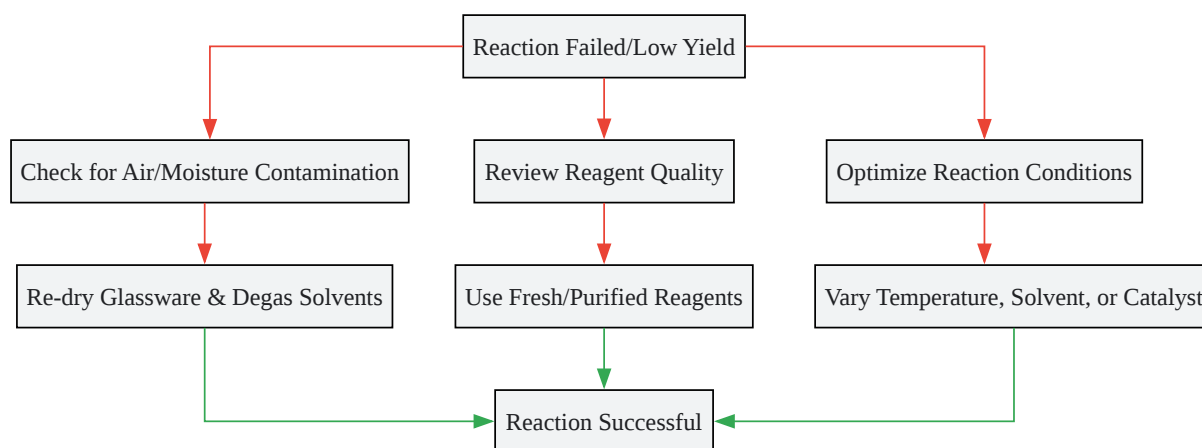 Reaction Failed/Low Yield
Check for Air/Moisture Contamination
Review Reagent Quality
Optimize Reaction Conditions
Re-dry Glassware & Degas Solvents
Use Fresh/Purified Reagents
Vary Temperature, Solvent, or Catalyst
Reaction Successful